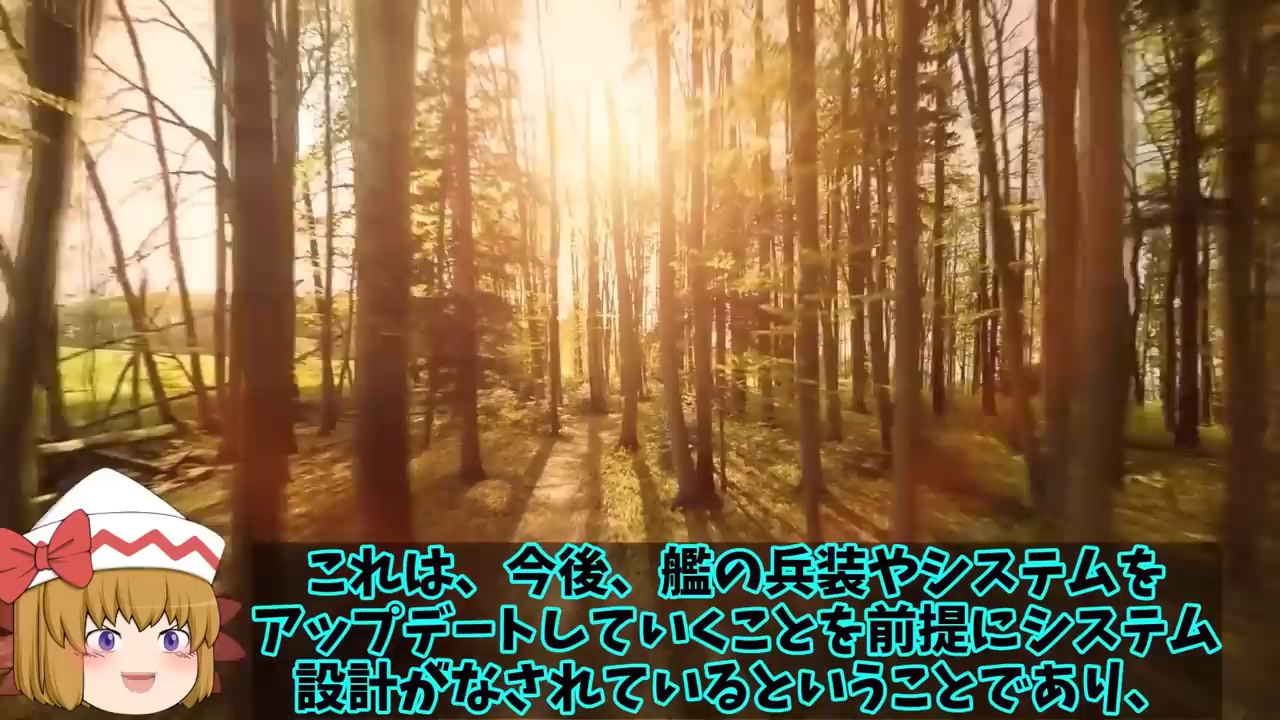 これは、今後、艦の兵装やシステムを
アップデートしていくことを前提にシステム
設計がなされているということであり、